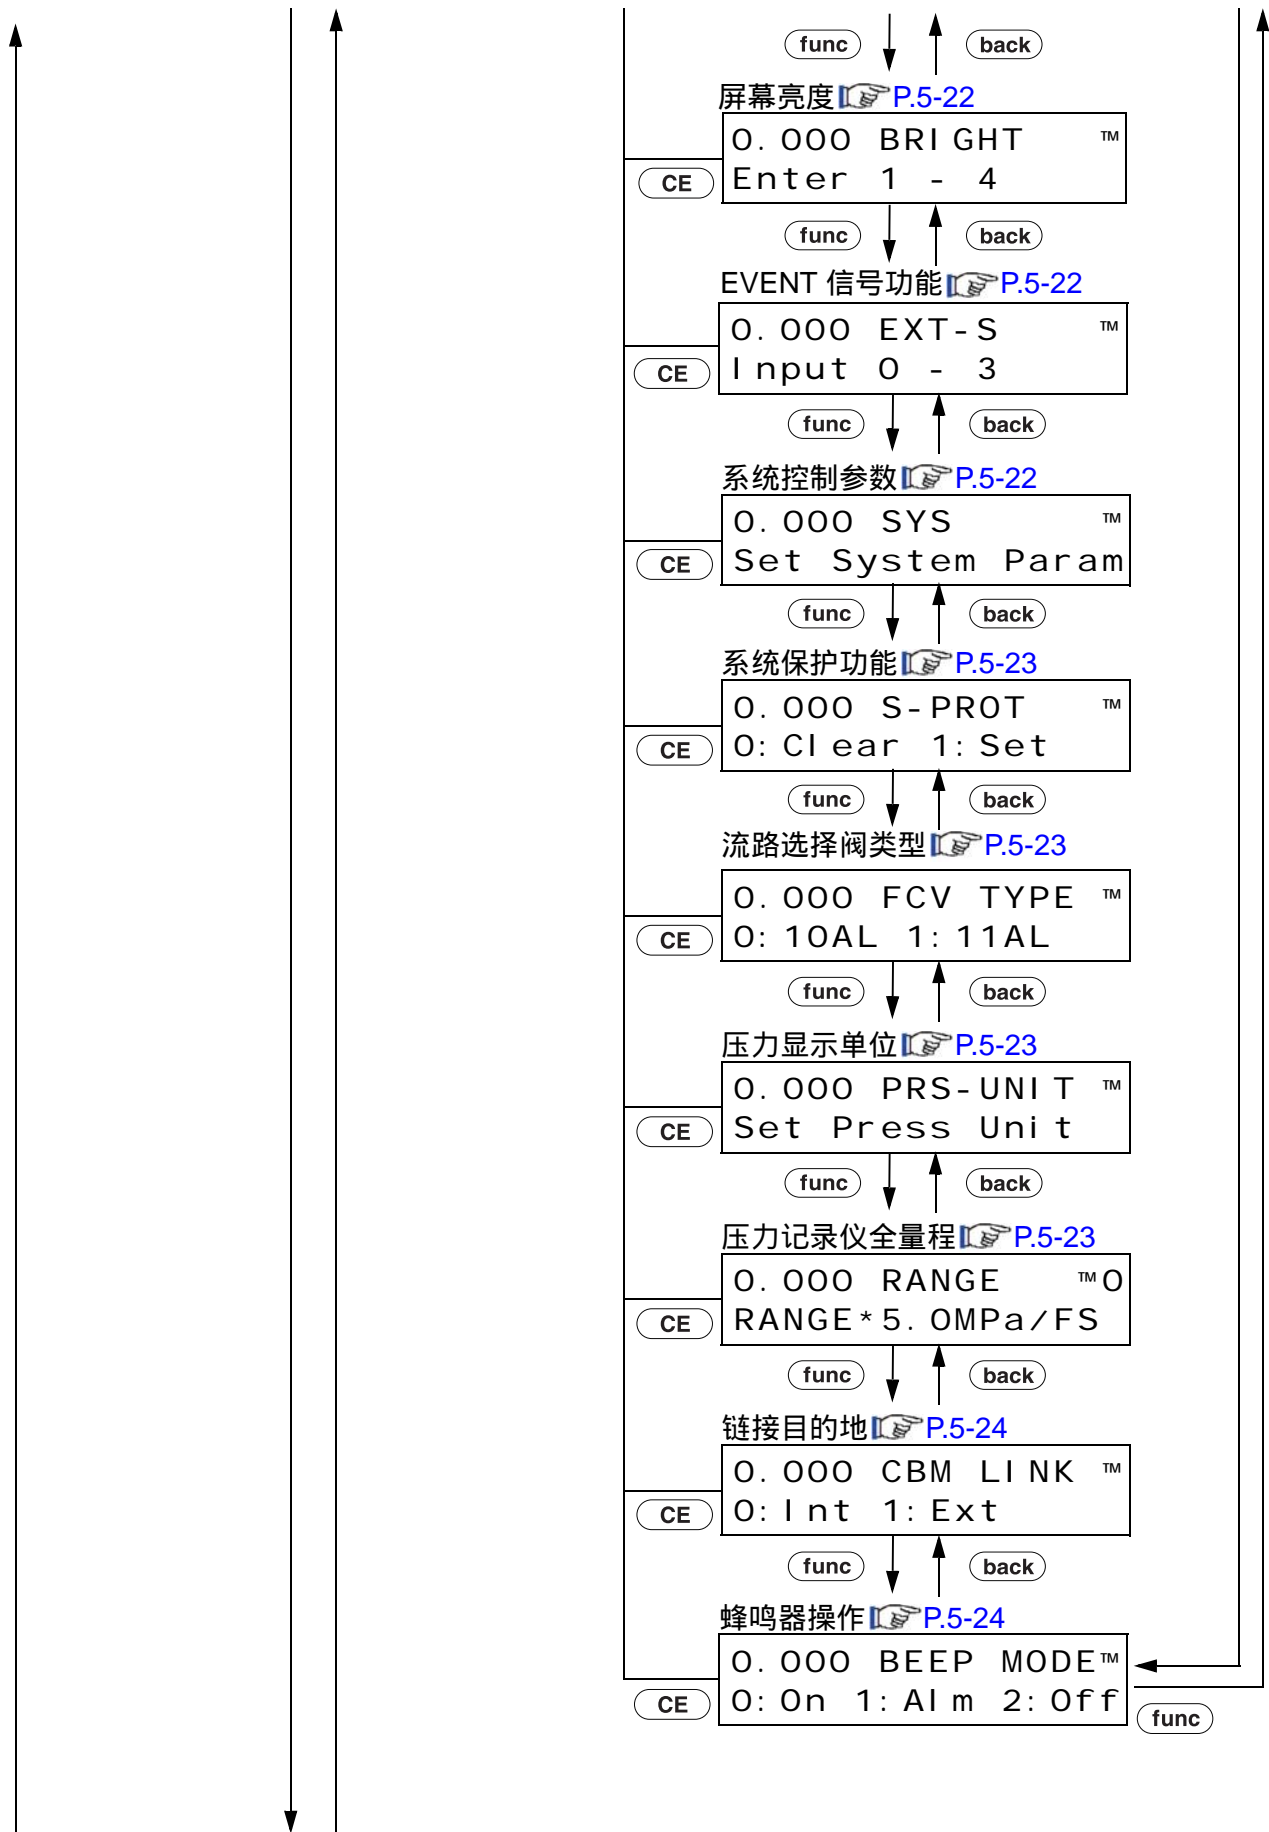 func back
屏幕亮度 P.5-22
0.000 BRIGHT ™
Enter 1 - 4
CE
func back
EVENT 信号功能 P.5-22
0.000 EXT-S ™
Input 0 - 3
CE
func back
系统控制参数 P.5-22
0.000 SYS ™
Set System Param
CE
func back
系统保护功能 P.5-23
0.000 S-PROT ™
0:Clear 1:Set
CE
func back
流路选择阀类型 P.5-23
0.000 FCV TYPE ™
0:10AL 1:11AL
CE
func back
压力显示单位 P.5-23
0.000 PRS-UNIT ™
Set Press Unit
CE
func back
压力记录仪全量程 P.5-23
0.000 RANGE ™0
RANGE*5.0MPa/FS
CE
func back
链接目的地 P.5-24
0.000 CBM LINK ™
0:Int 1:Ext
CE
func back
蜂鸣器操作 P.5-24
0.000 BEEP MODE™
0:On 1:Alm 2:Off
CE
func